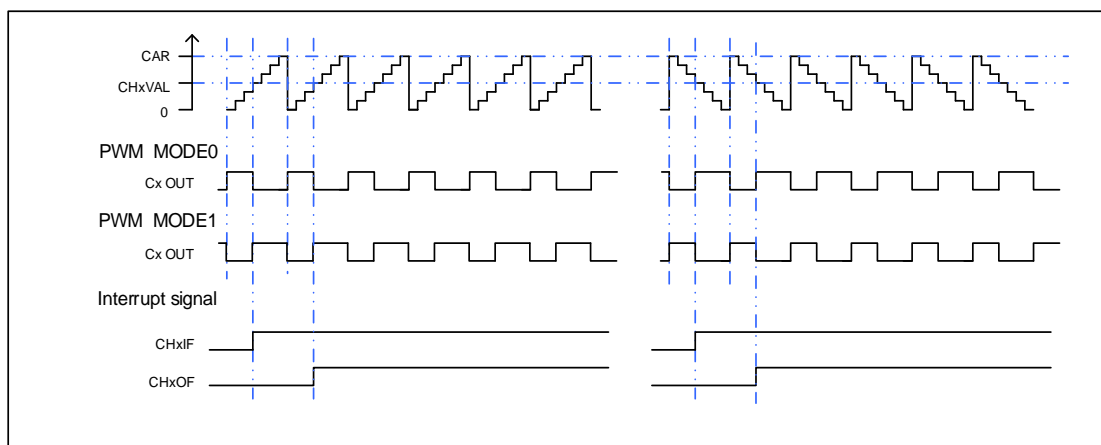 CAR
CHxVAL
0
PWM MODE0
Cx OUT
PWM MODE1
Cx OUT
Interrupt signal
CHxIF
CHxOF